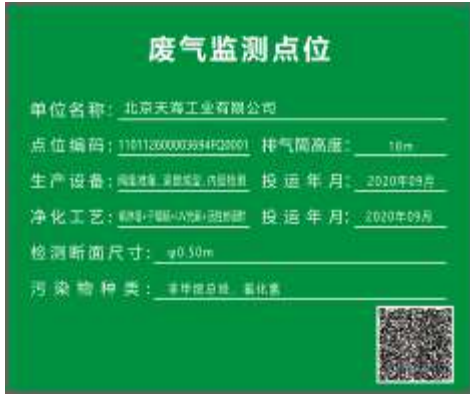 废气监测点位
单位名称：北京天海工业有限公司
点位编码：110112600003694FQ0001 排气筒高度：18m
生产设备： 投运年月：2020年09月
净化工艺： 投运年月：2020年09月
检测断面尺寸：φ0.50m
污染物种类：非甲烷总烃、氯化氢